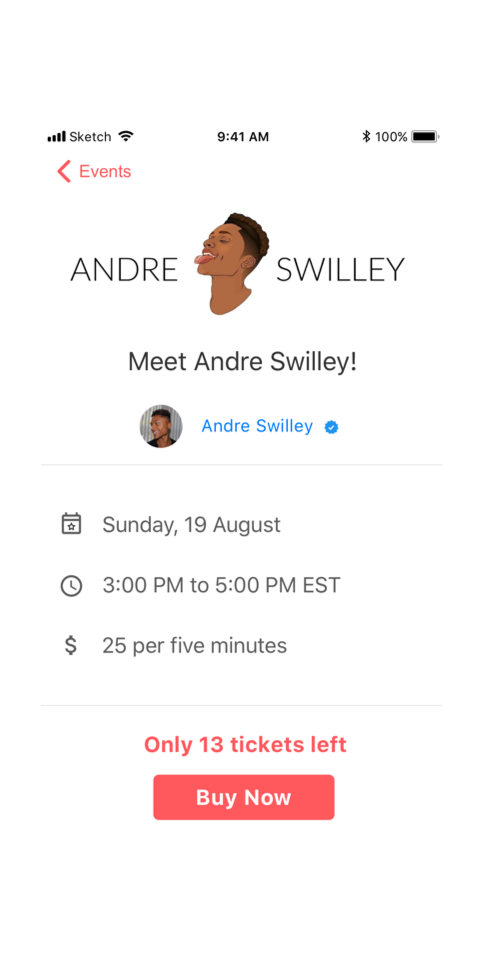 Sketch 9:41 AM 100%
Events
ANDRE SWILLEY
Meet Andre Swilley!
Andre Swilley
Sunday, 19 August
3:00 PM to 5:00 PM EST
$ 25 per five minutes
Only 13 tickets left
Buy Now